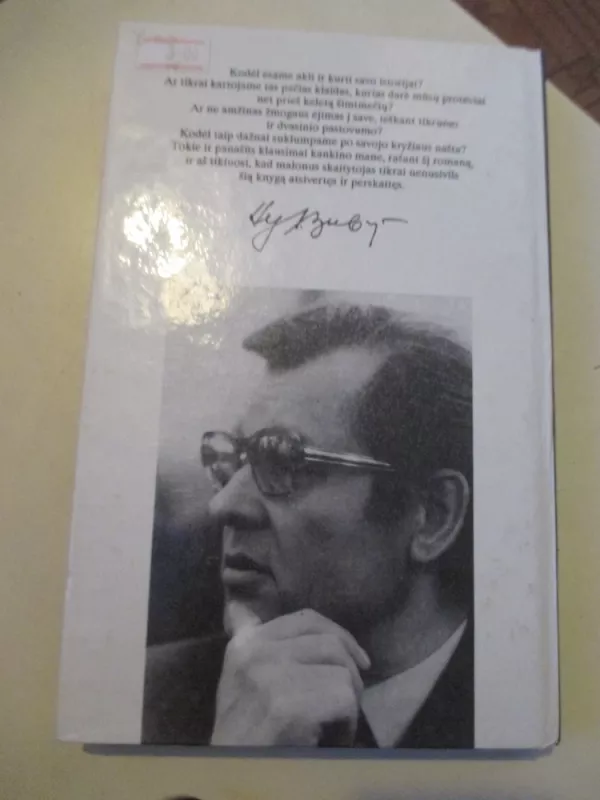 Kodėl esame akli ir kurti savo istorijai?
Ar tikrai kartojame tas pačias klaidas, kurias darė mūsų protėviai
net prieš keletą šimtmečių?
Ar ne amžinas žmogaus ėjimas į save, ieškant tikrumo
ir dvasinio pastovumo?
Kodėl taip dažnai suklumpame po savojo kryžiaus našta?
Tokie ir panašūs klausimai kankino mane, rašant šį romaną,
ir aš tikiuosi, kad malonus skaitytojas tikrai nenusivils
šią knygą atsivertęs ir perskaitęs.